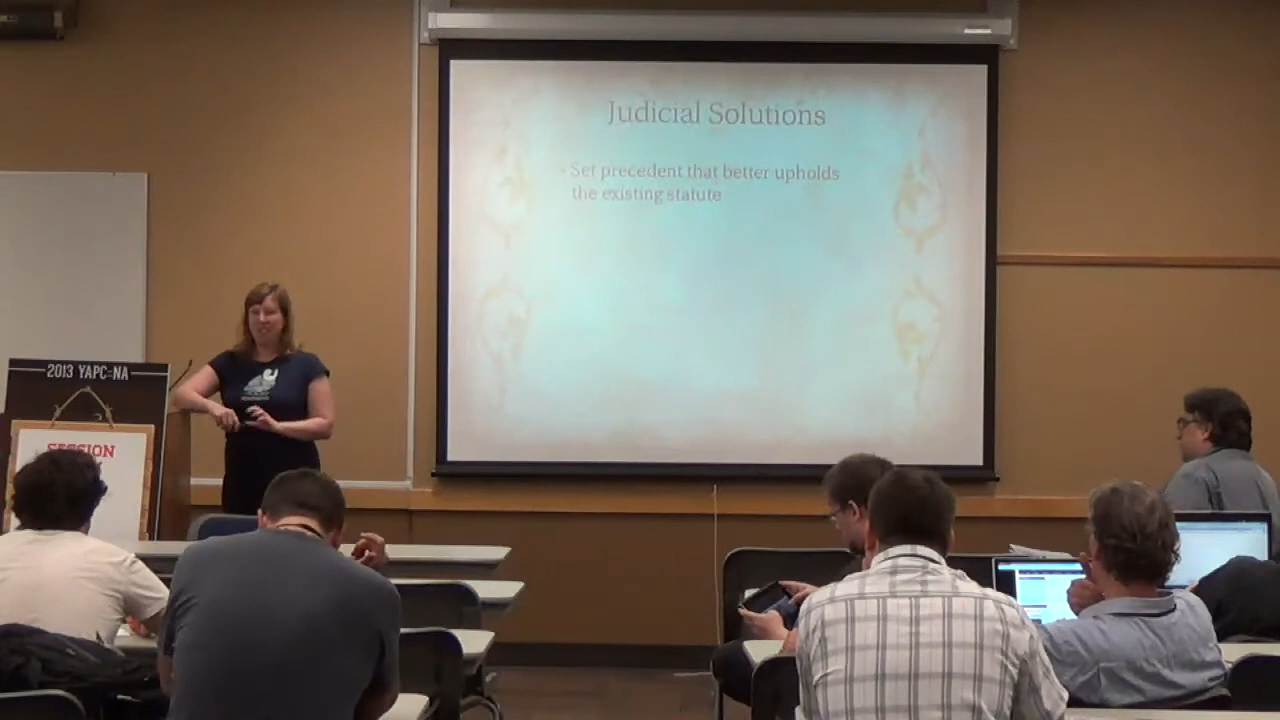 Judicial Solutions
- Set precedent that better upholds
the existing statute
2013 YAPC::NA
SESSION